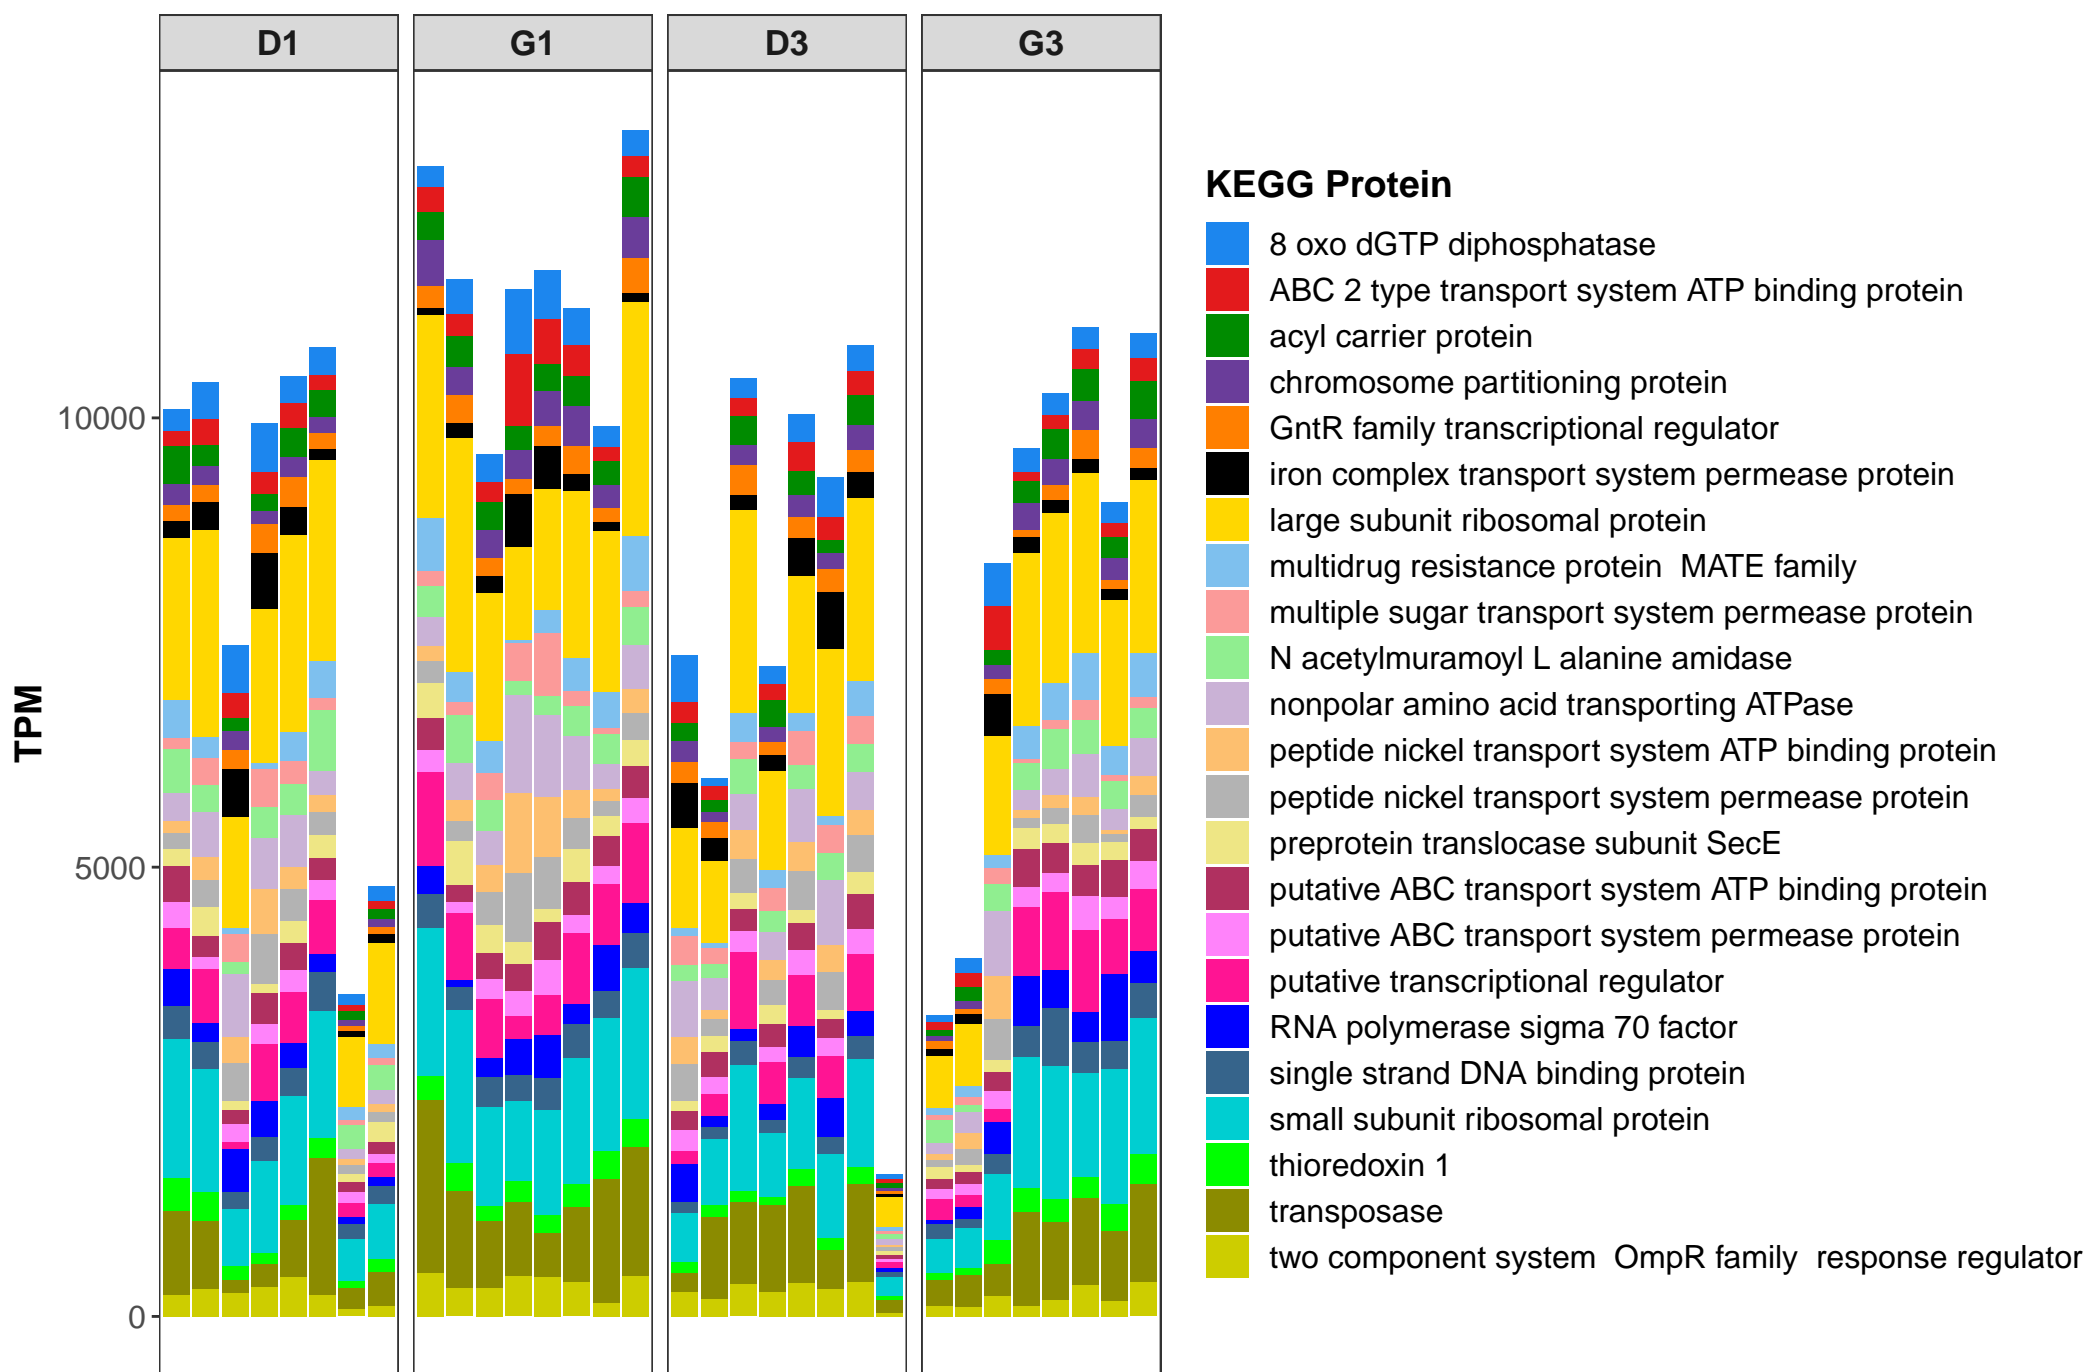 D1
G1
D3
G3
10000
5000
0
TPM
KEGG Protein
8 oxo dGTP diphosphatase
ABC 2 type transport system ATP binding protein
acyl carrier protein
chromosome partitioning protein
GntR family transcriptional regulator
iron complex transport system permease protein
large subunit ribosomal protein
multidrug resistance protein  MATE family
multiple sugar transport system permease protein
N acetylmuramoyl L alanine amidase
nonpolar amino acid transporting ATPase
peptide nickel transport system ATP binding protein
peptide nickel transport system permease protein
preprotein translocase subunit SecE
putative ABC transport system ATP binding protein
putative ABC transport system permease protein
putative transcriptional regulator
RNA polymerase sigma 70 factor
single strand DNA binding protein
small subunit ribosomal protein
thioredoxin 1
transposase
two component system  OmpR family  response regulator